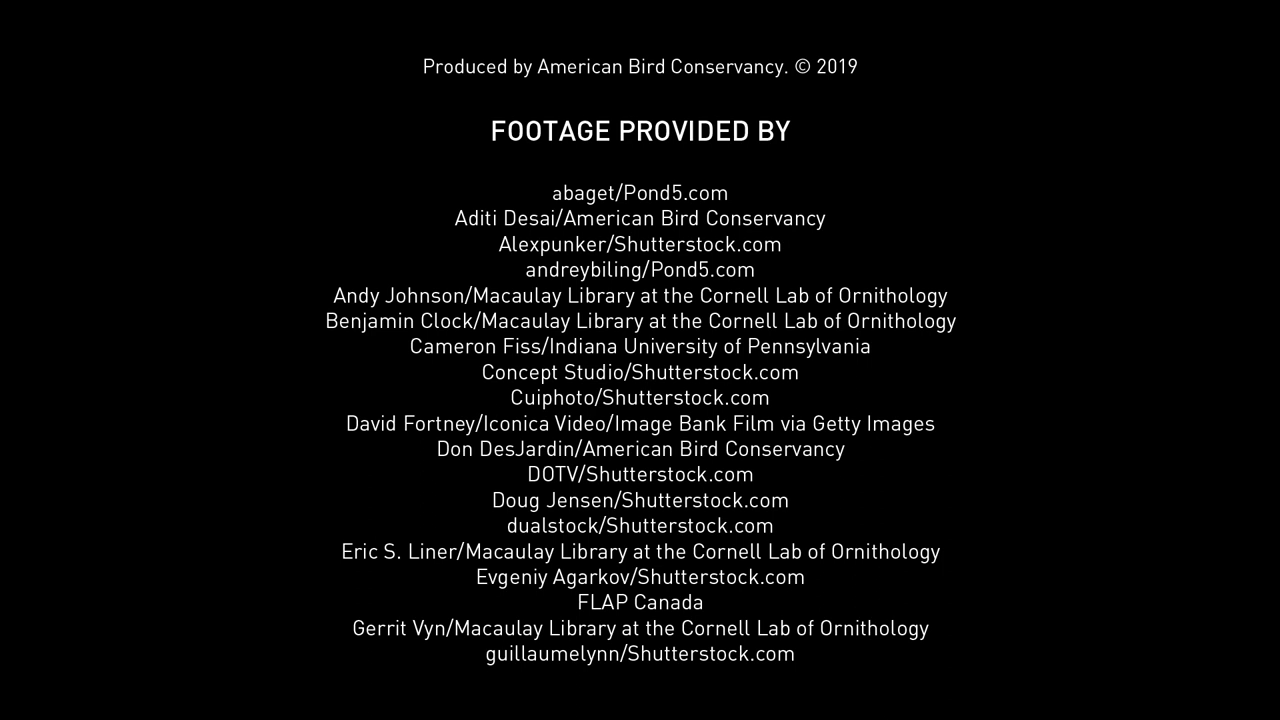 Produced by American Bird Conservancy. © 2019
FOOTAGE PROVIDED BY
abaget/Pond5.com
Aditi Desai/American Bird Conservancy
Alexpunker/Shutterstock.com
andreybiling/Pond5.com
Andy Johnson/Macaulay Library at the Cornell Lab of Ornithology
Benjamin Clock/Macaulay Library at the Cornell Lab of Ornithology
Cameron Fiss/Indiana University of Pennsylvania
Concept Studio/Shutterstock.com
Cuiphoto/Shutterstock.com
David Fortney/Iconica Video/Image Bank Film via Getty Images
Don DesJardin/American Bird Conservancy
DOTV/Shutterstock.com
Doug Jensen/Shutterstock.com
dualstock/Shutterstock.com
Eric S. Liner/Macaulay Library at the Cornell Lab of Ornithology
Evgeniy Agarkov/Shutterstock.com
FLAP Canada
Gerrit Vyn/Macaulay Library at the Cornell Lab of Ornithology
guillaumelynn/Shutterstock.com